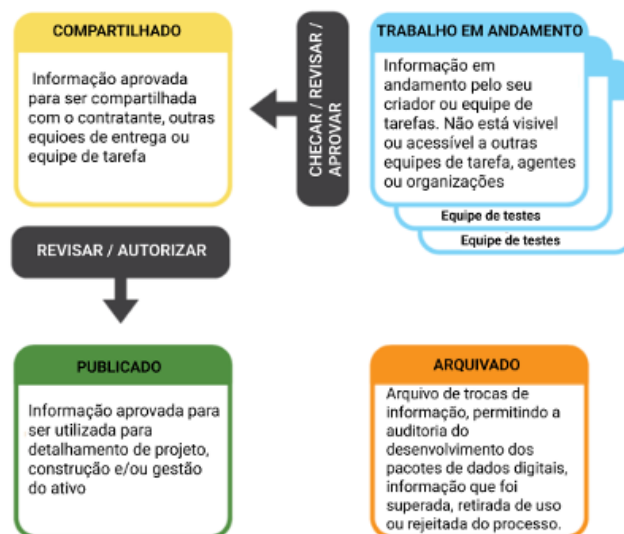 COMPARTILHADO
Informação aprovada
para ser compartilhada
com o contratante, outras
equioes de entrega ou
equipe de tarefa
CHECAR / REVISAR /
APROVAR
TRABALHO EM ANDAMENTO
Informação em
andamento pelo seu
criador ou equipe de
tarefas. Não está visivel
ou acessível a outras
equipes de tarefa, agentes
ou organizações
Equipe de testes
Equipe de testes
REVISAR / AUTORIZAR
PUBLICADO
Informação aprovada para
ser utilizada para
detalhamento de projeto,
construção e/ou gestão
do ativo
ARQUIVADO
Arquivo de trocas de
informação, permitindo a
auditoria do
desenvolvimento dos
pacotes de dados digitais,
informação que foi
superada, retirada de uso
ou rejeitada do processo.